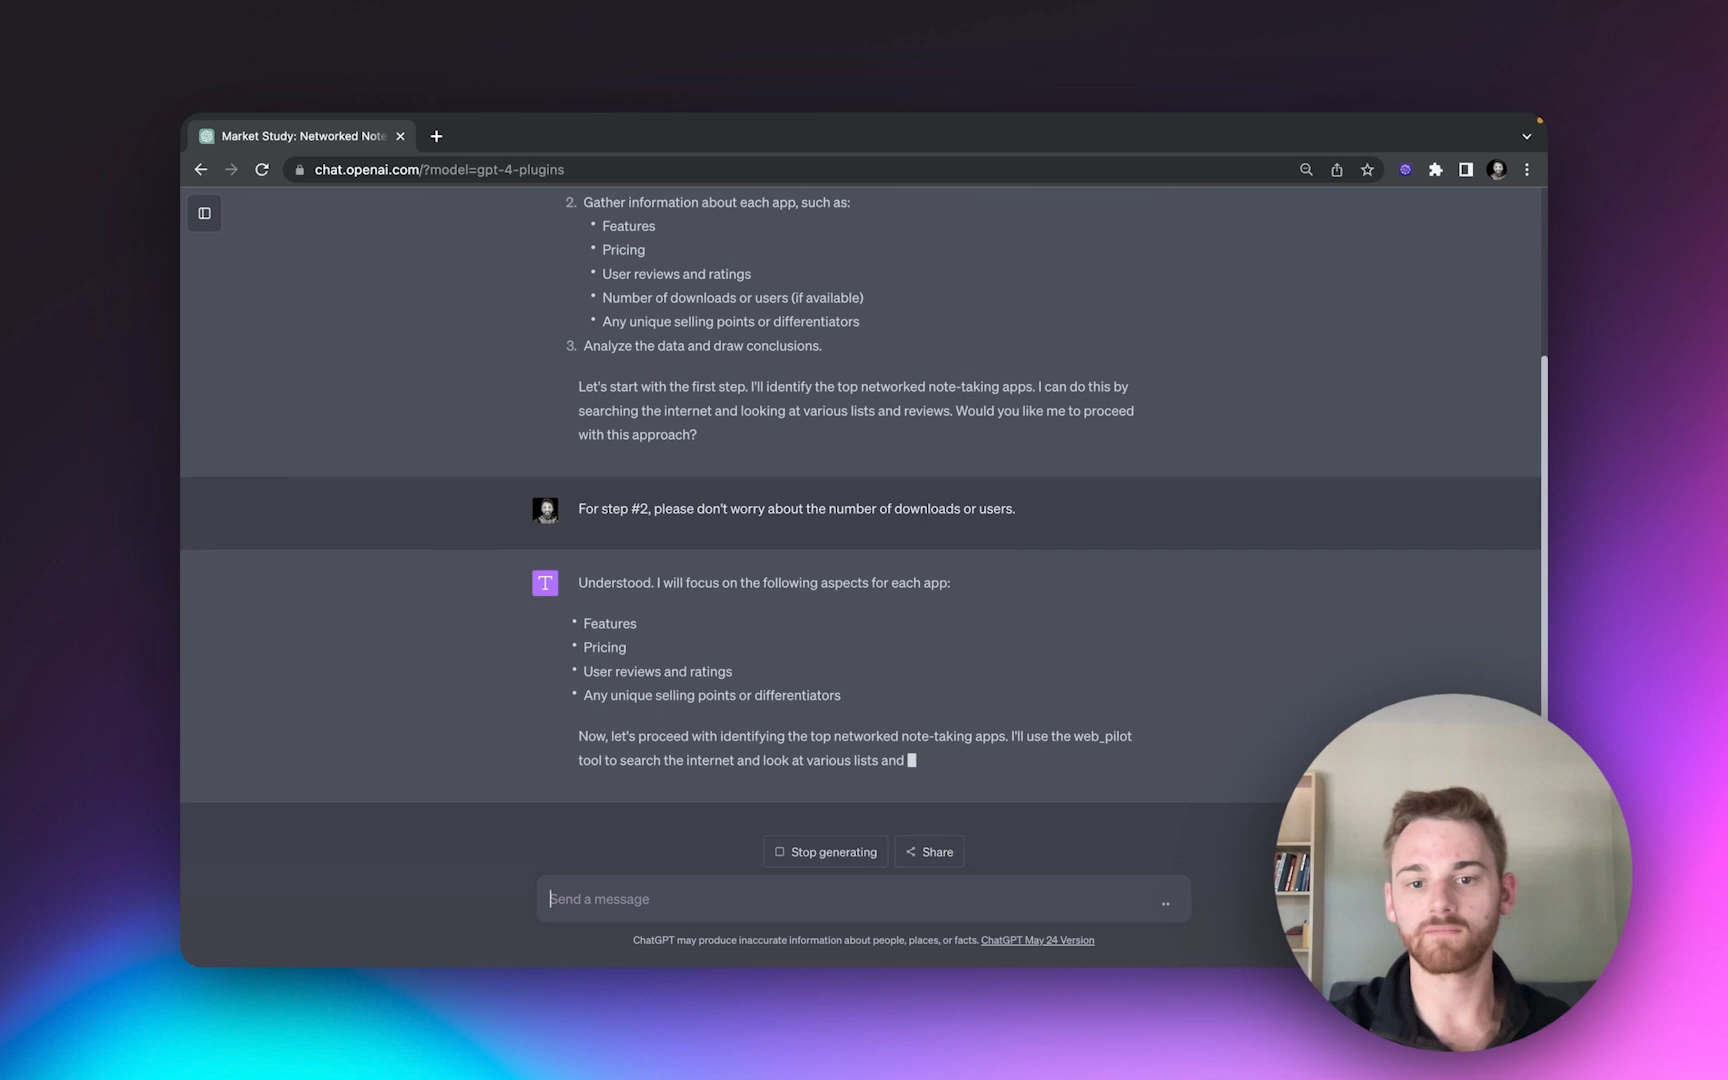 Market Study: Networked Note
chat.openai.com/?model=gpt-4-plugins
2. Gather information about each app, such as:
• Features
• Pricing
• User reviews and ratings
• Number of downloads or users (if available)
• Any unique selling points or differentiators
3. Analyze the data and draw conclusions.
Let's start with the first step. I'll identify the top networked note-taking apps. I can do this by
searching the internet and looking at various lists and reviews. Would you like me to proceed
with this approach?
For step #2, please don't worry about the number of downloads or users.
T
Understood. I will focus on the following aspects for each app:
• Features
• Pricing
• User reviews and ratings
• Any unique selling points or differentiators
Now, let's proceed with identifying the top networked note-taking apps. I'll use the web_pilot
tool to search the internet and look at various lists and
Stop generating
Share
Send a message
ChatGPT may produce inaccurate information about people, places, or facts. ChatGPT May 24 Version